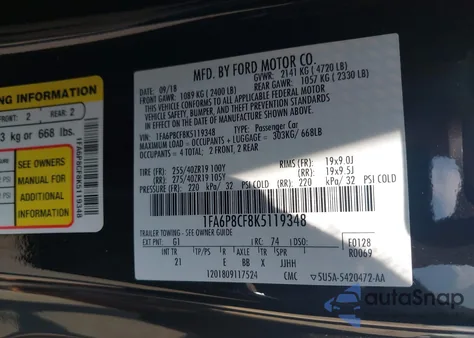 NG INFORMATION
FRONT: 2 REAR: 2
3 kg or 668 lbs.
SEE OWNERS
MANUAL FOR
ADDITIONAL
INFORMATION
1FA6P8CF8K5119348
MFD. BY FORD MOTOR CO.
09/18 GVWR: 2141 KG ( 4720 LB)
FRONT GAWR: 1089 KG ( 2400 LB) REAR GAWR: 1057 KG ( 2330 LB)
THIS VEHICLE CONFORMS TO ALL APPLICABLE FEDERAL MOTOR
VEHICLE SAFETY, BUMPER, AND THEFT PREVENTION STANDARDS IN
EFFECT ON THE DATE OF MANUFACTURE SHOWN ABOVE.
VIN: 1FA6P8CF8K5119348 TYPE: Passenger Car
MAXIMUM LOAD = OCCUPANTS + LUGGAGE = 303KG/ 668LB
OCCUPANTS = 4 TOTAL: 2 FRONT, 2 REAR
TIRE (FR): 255/40ZR19 100Y RIMS (FR): 19x9.0J
TIRE (RR): 275/40ZR19 105Y (RR): 19x9.5J
PRESSURE (FR): 220 kPa/ 32 PSI COLD (RR): 220 kPa/ 32 PSI COLD
1FA6P8CF8K5119348
TRAILER TOWING - SEE OWNER GUIDE
EXT PNT: G1 RC: 74 DSO: F0128
INT TR TP/PS R AXLE TR SPR R0069
21 E BB X JJHH
1201809117524 CMC 5U5A-5420472-AA
autoSnap